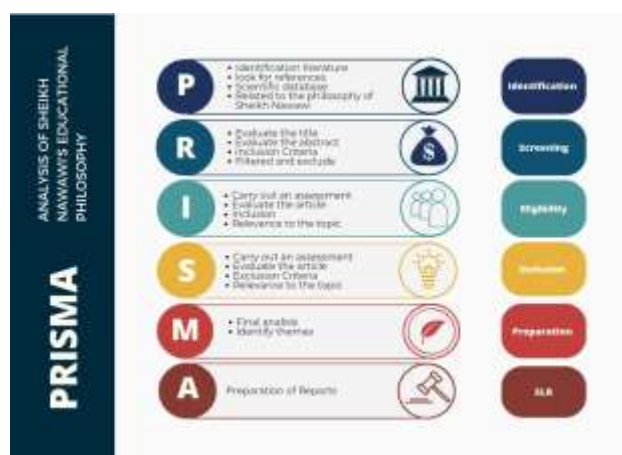 ANALYSIS OF SHEIKH
NAWAWI'S EDUCATIONAL
PHILOSOPHY
PRISMA
P
• Identification literature
• look for references
• Scientific database
• Related to the philosophy of
Sheikh Nawawi
Identification
R
• Evaluate the title
• Evaluate the abstract
• Inclusion Criteria
• Filtered and exclude
$
Screening
I
• Carry out an assessment
• Evaluate the article
• Inclusion
• Relevance to the topic
Eligibility
S
• Carry out an assessment
• Evaluate the article
• Exclusion Criteria
• Relevance to the topic
M
• Final analisis
• Identify themes
Preparation
A
Preparation of Reports
SLR